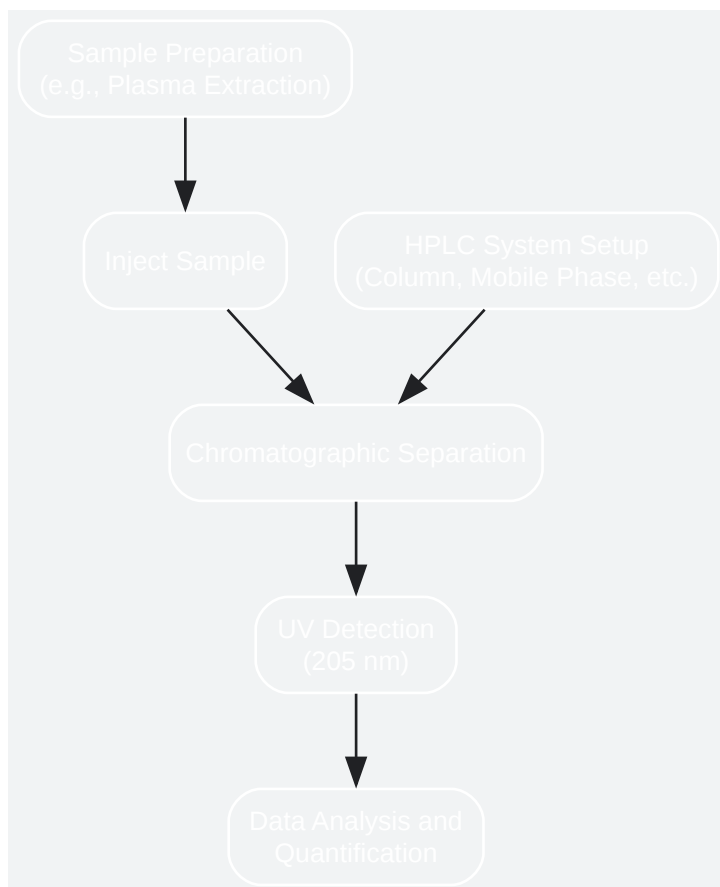 Sample Preparation
(e.g., Plasma Extraction)
Inject Sample
HPLC System Setup
(Column, Mobile Phase, etc.)
Chromatographic Separation
UV Detection
(205 nm)
Data Analysis and
Quantification